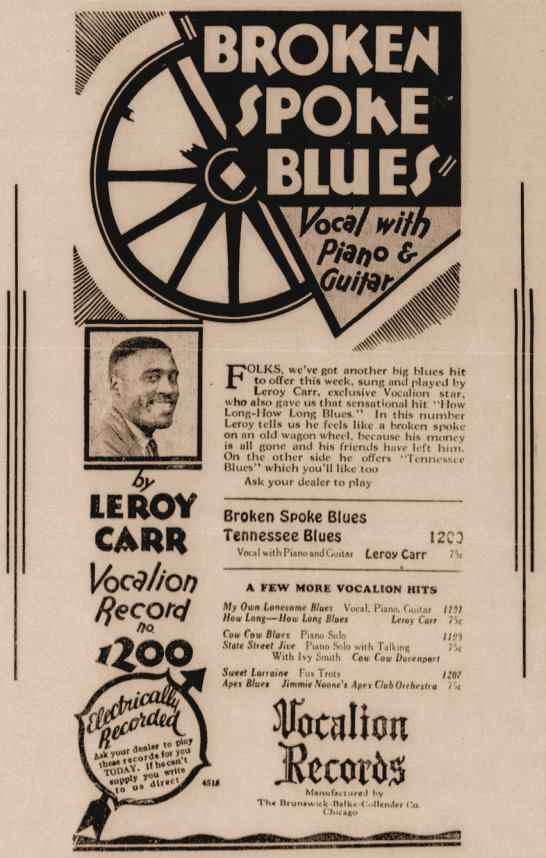 BROKEN
SPOKE
BLUES
Vocal with
Piano &
Guitar
FOLKS, we've got another big blues hit
to offer this week, sung and played by
Leroy Carr, exclusive Vocalion star,
who also gave us that sensational hit "How
Long-How Long Blues." In this number
Leroy tells us he feels like a broken spoke
on an old wagon wheel, because his money
is all gone and his friends have left him.
On the other side he offers "Tennessee
Blues" which you'll like too
Ask your dealer to play
by
LEROY
CARR
Vocalion
Record
no.
1200
Broken Spoke Blues
Tennessee Blues 1200
Vocal with Piano and Guitar Leroy Carr 75c
A FEW MORE VOCALION HITS
My Own Lonesome Blues Vocal, Piano, Guitar 1191
How Long—How Long Blues Leroy Carr 75c
Cow Cow Blues Piano Solo 1193
State Street Jive Piano Solo with Talking 75c
With Ivy Smith Cow Cow Davenport
Sweet Lorraine Fox Trots 1207
Apex Blues Jimmie Noone's Apex Club Orchestra 75c
Electrically
Recorded
Ask your dealer to play
these records for you
TODAY. If he can't
supply you write
to us direct
4518
Vocalion
Records
Manufactured by
The Brunswick-Balke-Collender Co
Chicago